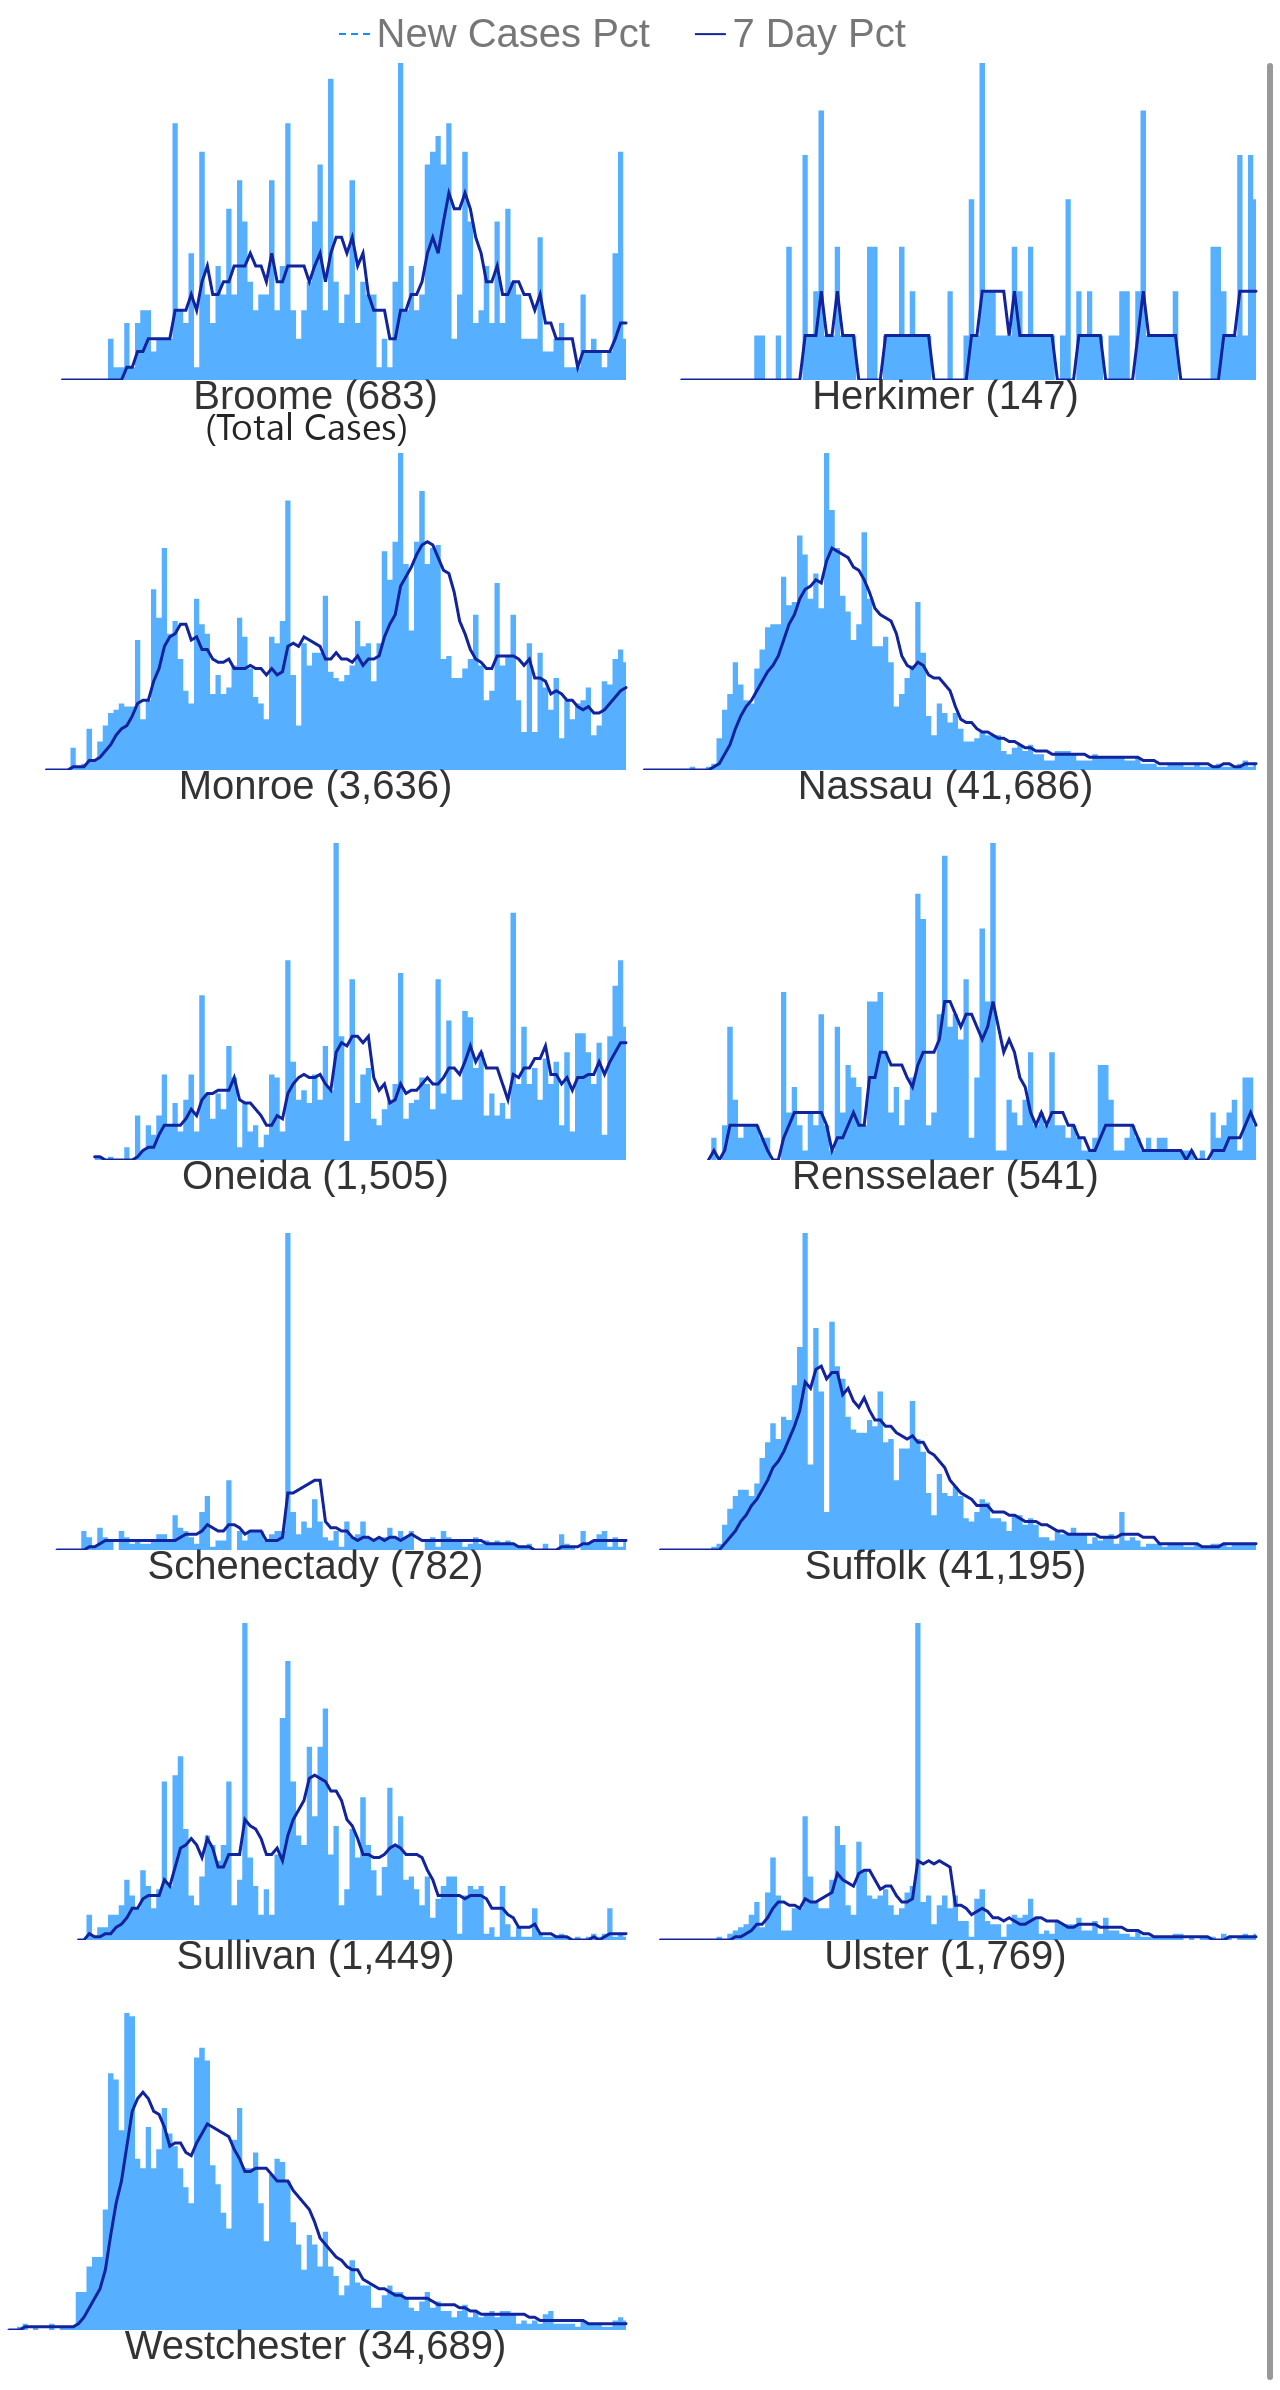 New Cases Pct 7 Day Pct
Broome (683)
(Total Cases)
Herkimer (147)
Monroe (3,636)
Nassau (41,686)
Oneida (1,505)
Rensselaer (541)
Schenectady (782)
Suffolk (41,195)
Sullivan (1,449)
Ulster (1,769)
Westchester (34,689)